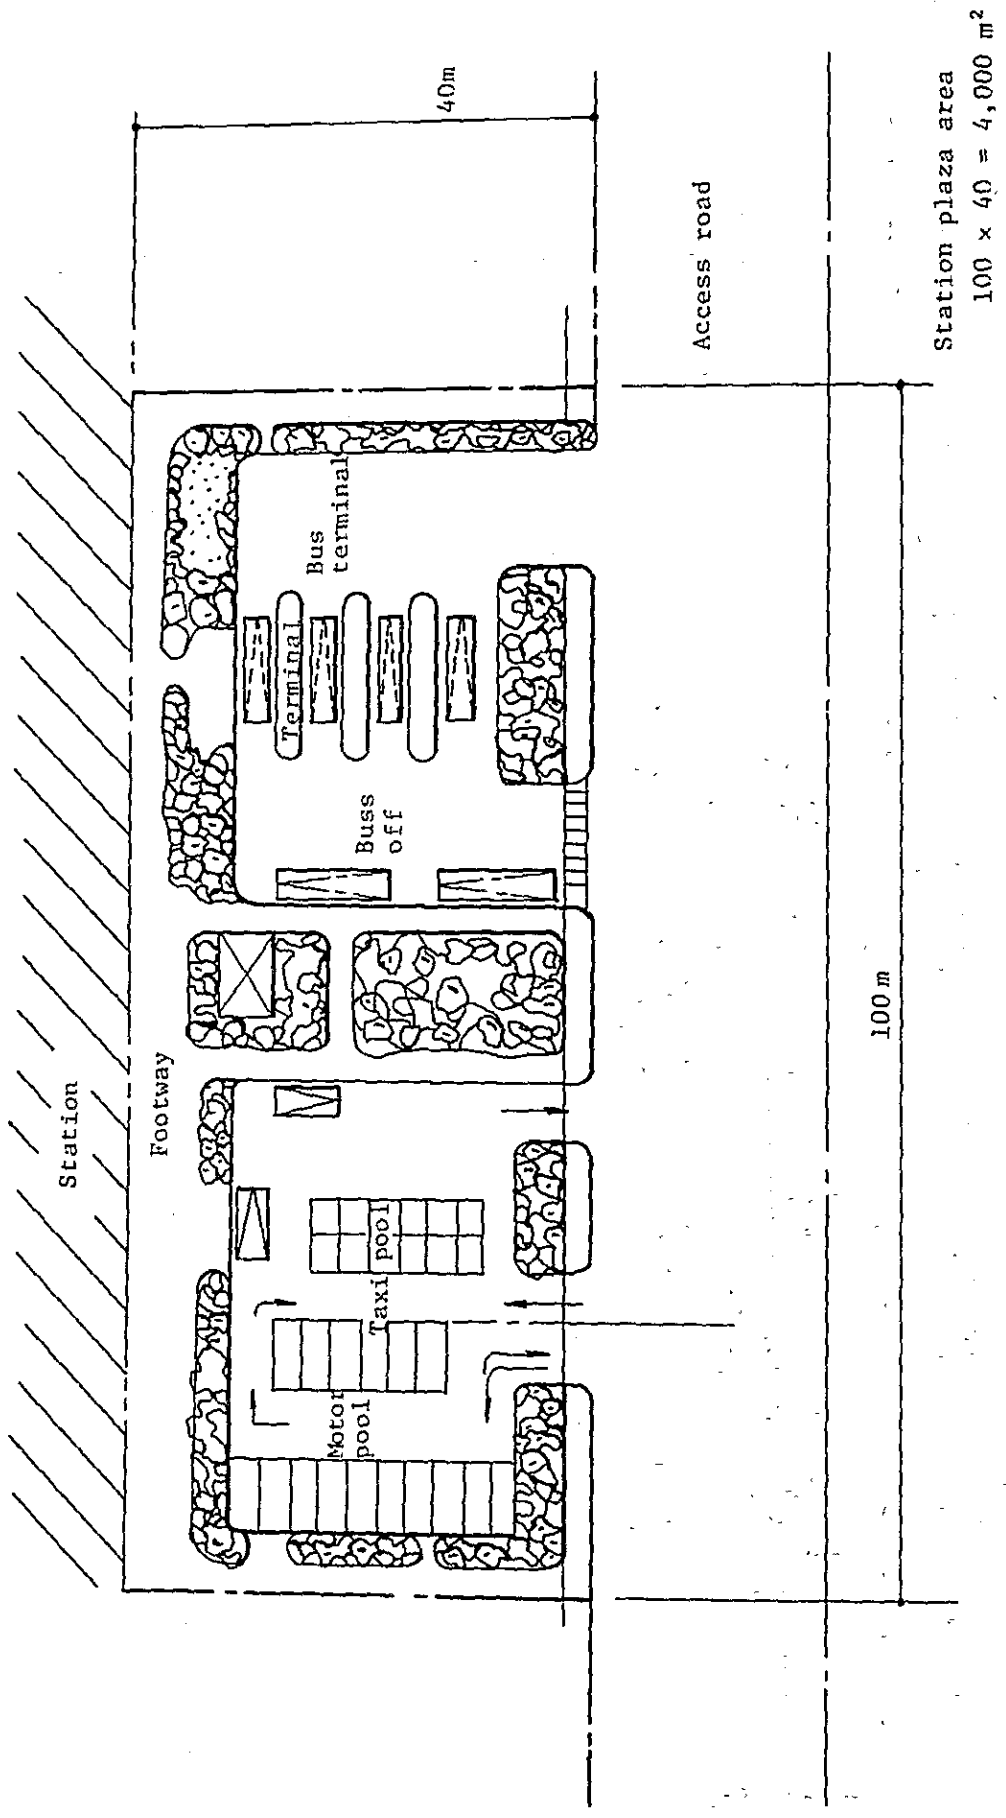 Station
Footway
Motor
pool
Taxi pool
Buss
off
Terminal
Bus
terminal
40m
Access road
100m
Station plaza area
100 x 40 = 4,000 m²